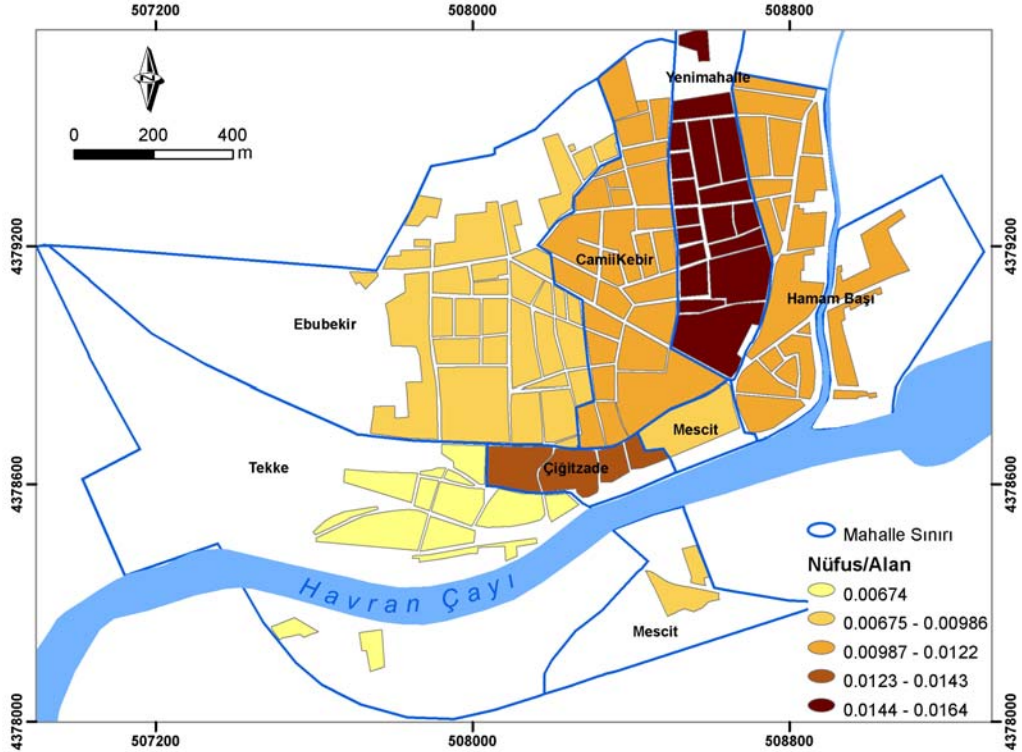 507200 508000 508800
N
0 200 400
m
4379200 4379200
Yenimahalle
CamiiKebir
Hamam Başı
Ebubekir
Mescit
Tekke
Çiğitzade
4378600 4378600
Havran Çayı
Mescit
Mahalle Sınırı
Nüfus/Alan
0.00674
0.00675 - 0.00986
0.00987 - 0.0122
0.0123 - 0.0143
0.0144 - 0.0164
4378000 4378000
507200 508000 508800